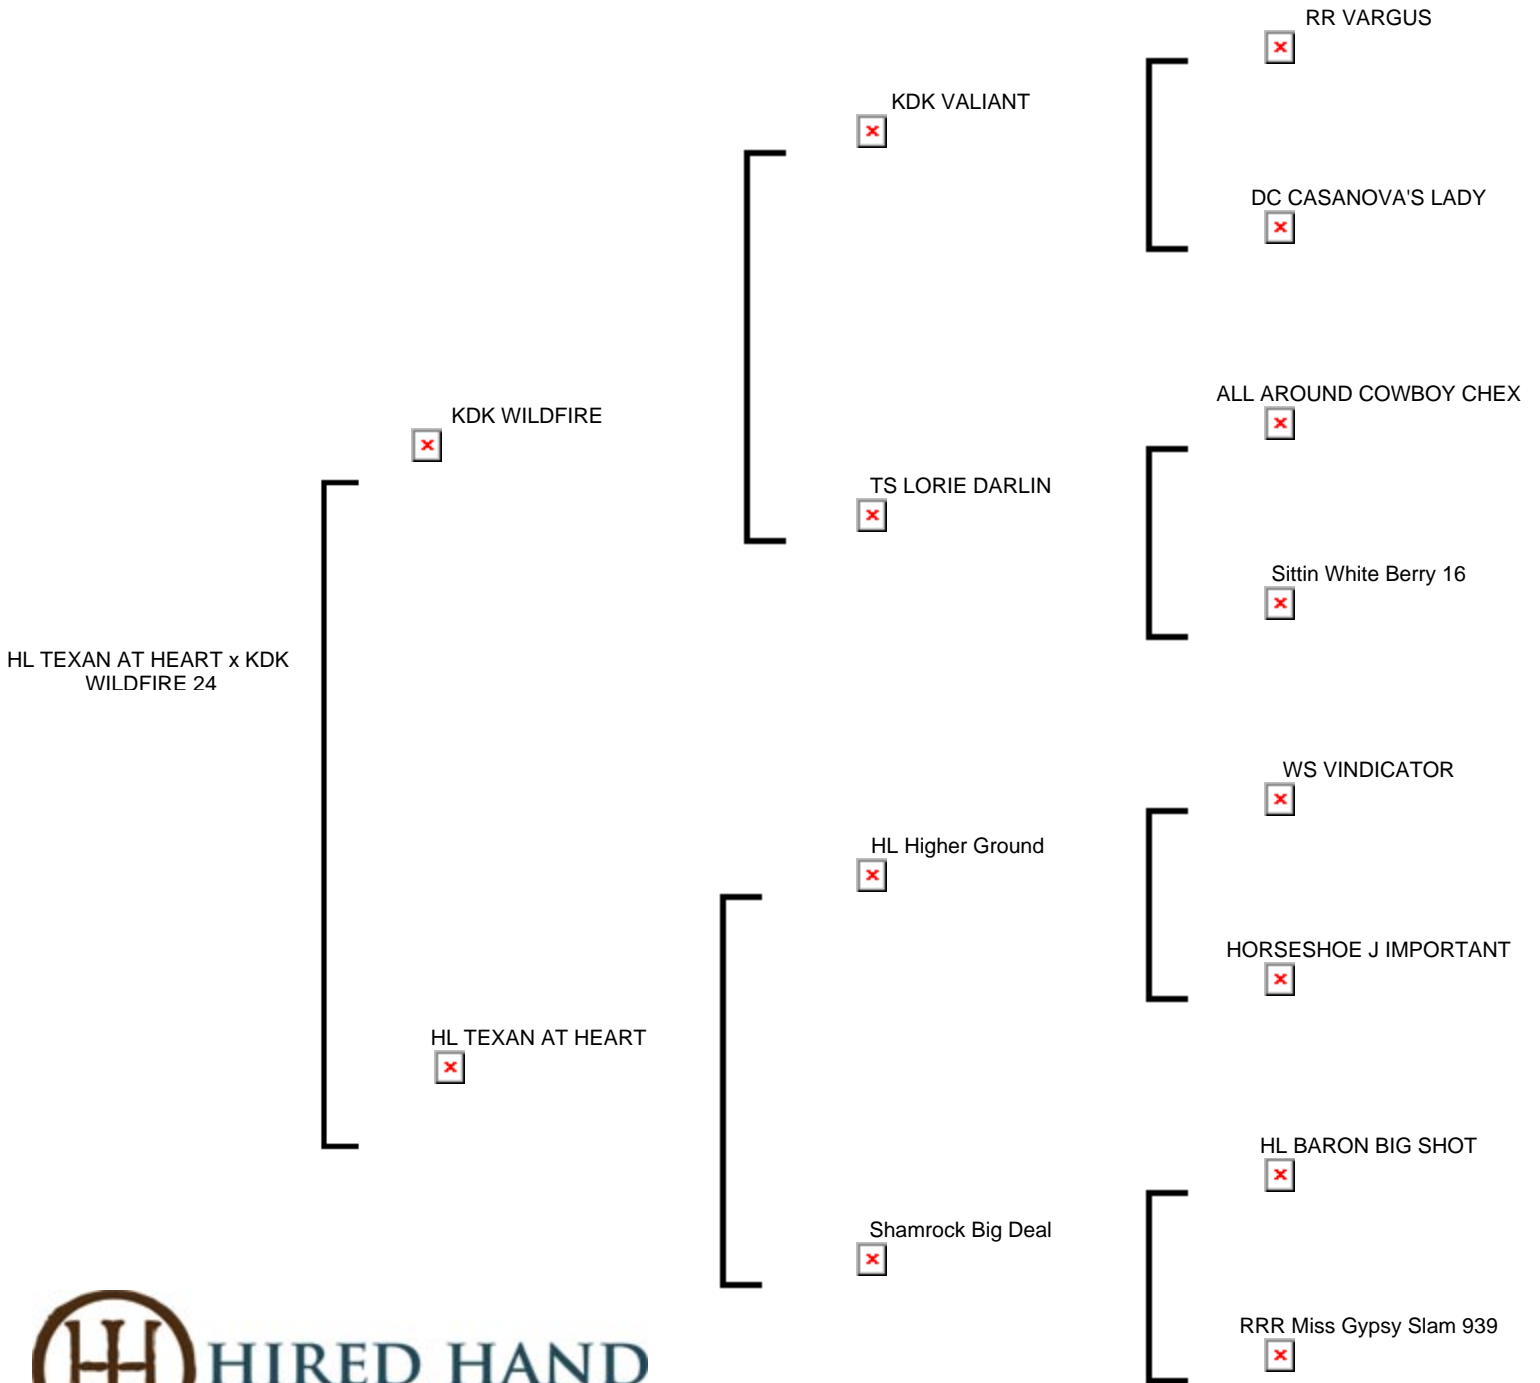 RR VARGUS
KDK VALIANT
DC CASANOVA'S LADY
KDK WILDFIRE
ALL AROUND COWBOY CHEX
TS LORIE DARLIN
Sittin White Berry 16
HL TEXAN AT HEART x KDK
WILDFIRE 24
WS VINDICATOR
HL Higher Ground
HORSESHOE J IMPORTANT
HL TEXAN AT HEART
HL BARON BIG SHOT
Shamrock Big Deal
RRR Miss Gypsy Slam 939
HIRED HAND